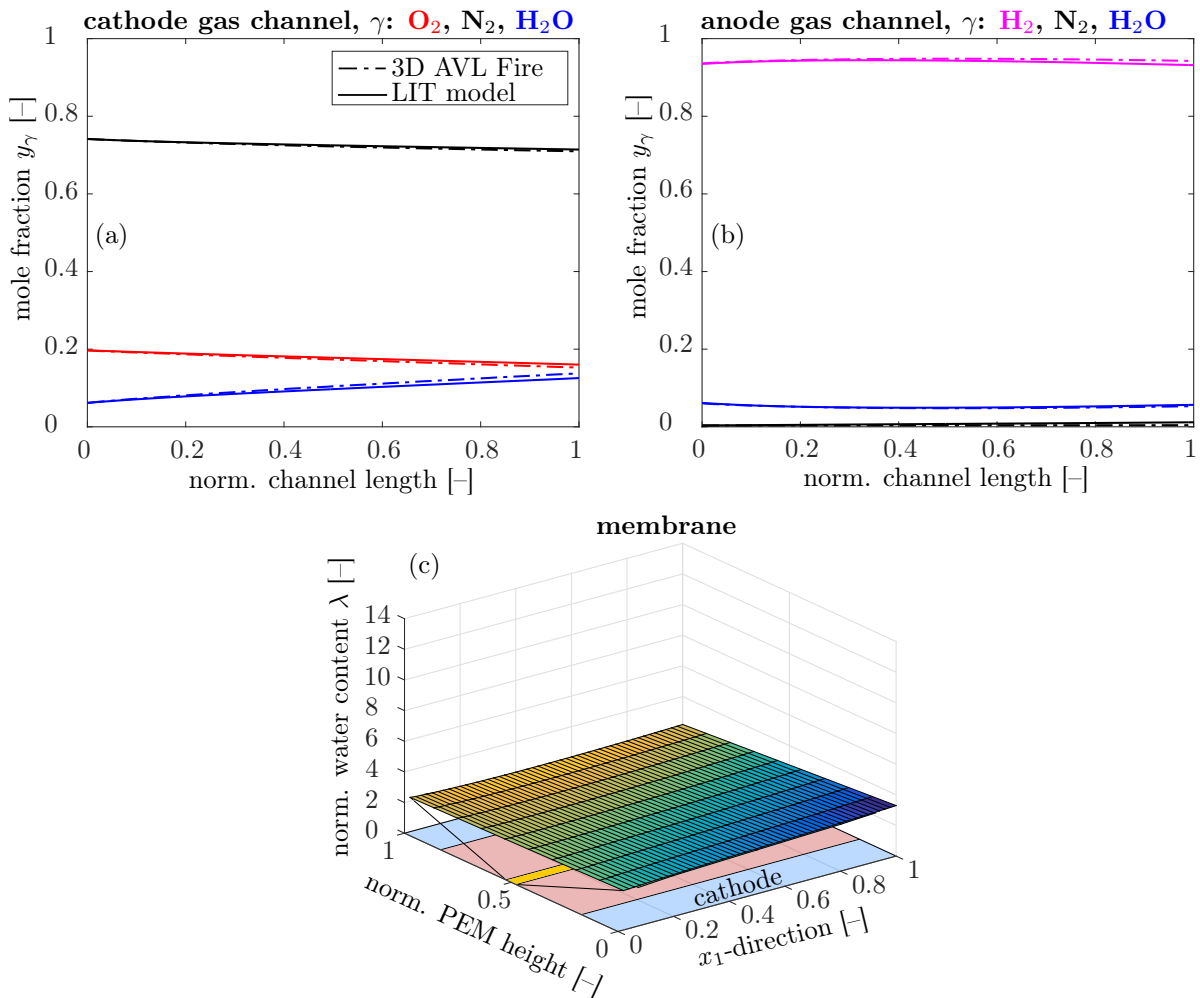 cathode gas channel, γ: O₂, N₂, H₂O
1
0.8
0.6
0.4
0.2
0
mole fraction yᵧ [–]
3D AVL Fire
LIT model
(a)
0
0.2
0.4
0.6
0.8
1
norm. channel length [–]
anode gas channel, γ: H₂, N₂, H₂O
1
0.8
0.6
0.4
0.2
0
mole fraction yᵧ [–]
(b)
0
0.2
0.4
0.6
0.8
1
norm. channel length [–]
membrane
(c)
norm. water content λ [–]
14
12
10
8
6
4
2
0
1
0.5
0
norm. PEM height [–]
cathode
0
0.2
0.4
0.6
0.8
1
x₁-direction [–]